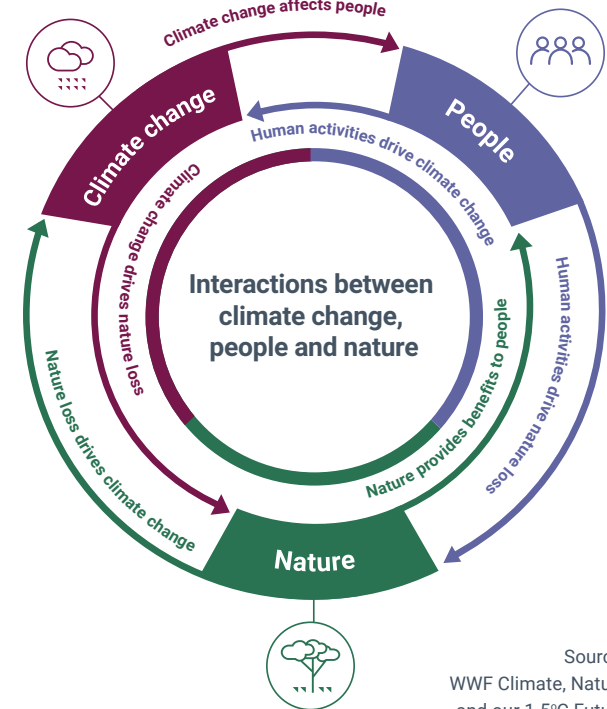 Climate change affects people
Climate change
People
Human activities drive climate change
Climate change drives nature loss
Interactions between
climate change,
people and nature
Human activities drive nature loss
Nature provides benefits to people
Nature loss drives climate change
Nature
WWF Climate,